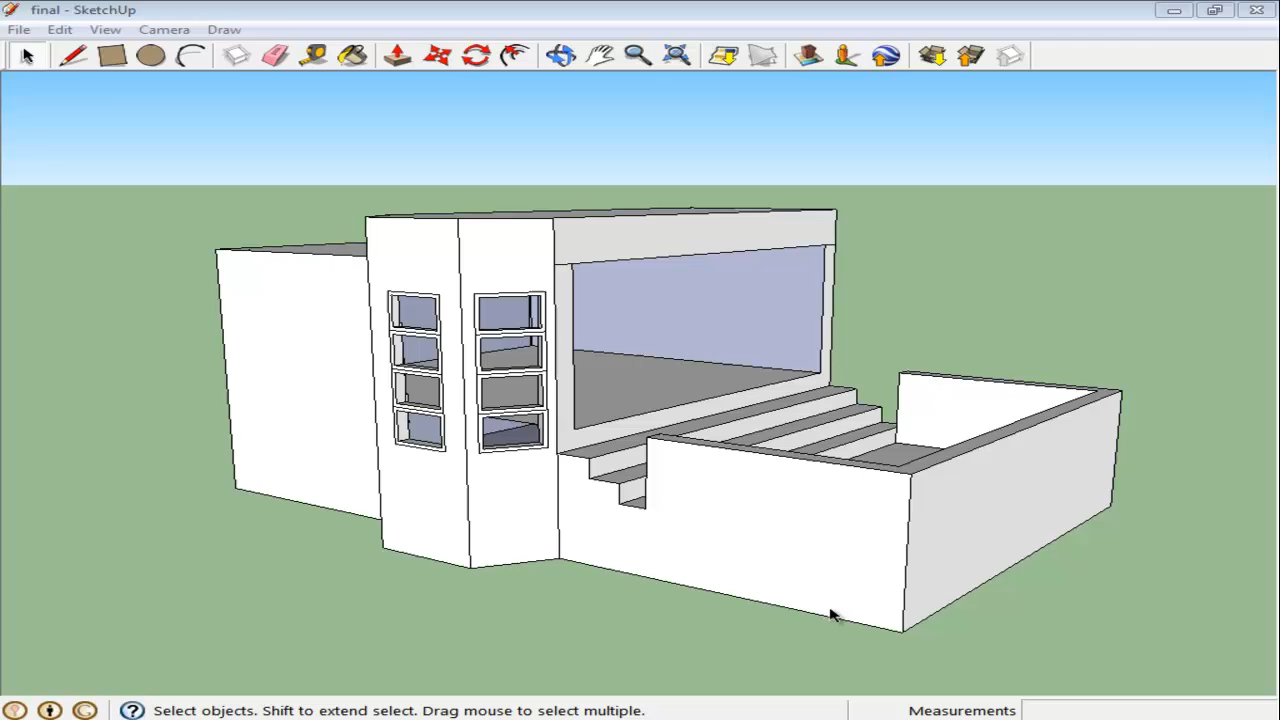 final - SketchUp
File Edit View Camera Draw
Select objects. Shift to extend select. Drag mouse to select multiple.
Measurements